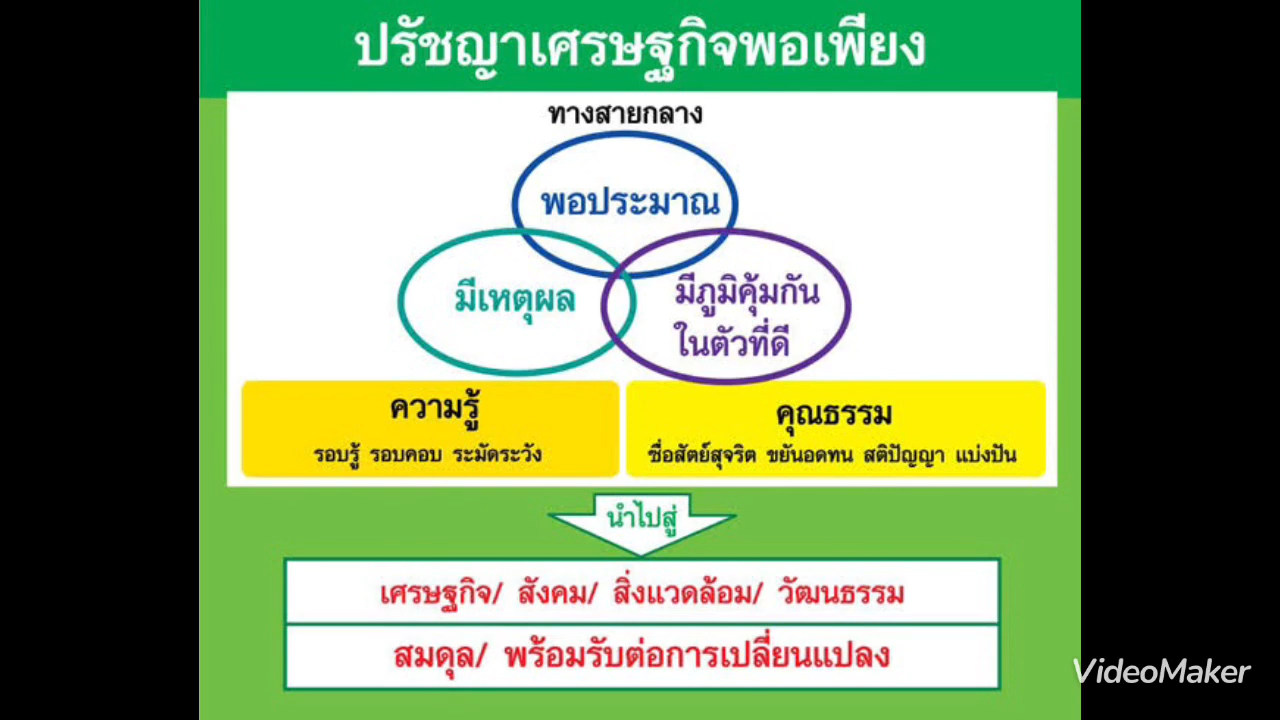 ปรัชญาเศรษฐกิจพอเพียง
ทางสายกลาง
พอประมาณ
มีเหตุผล
มีภูมิคุ้มกัน
ในตัวที่ดี
ความรู้
รอบรู้ รอบคอบ ระมัดระวัง
คุณธรรม
ซื่อสัตย์สุจริต ขยันอดทน สติปัญญา แบ่งปัน
นำไปสู่
เศรษฐกิจ/ สังคม/ สิ่งแวดล้อม/ วัฒนธรรม
สมดุล/ พร้อมรับต่อการเปลี่ยนแปลง
VideoMaker